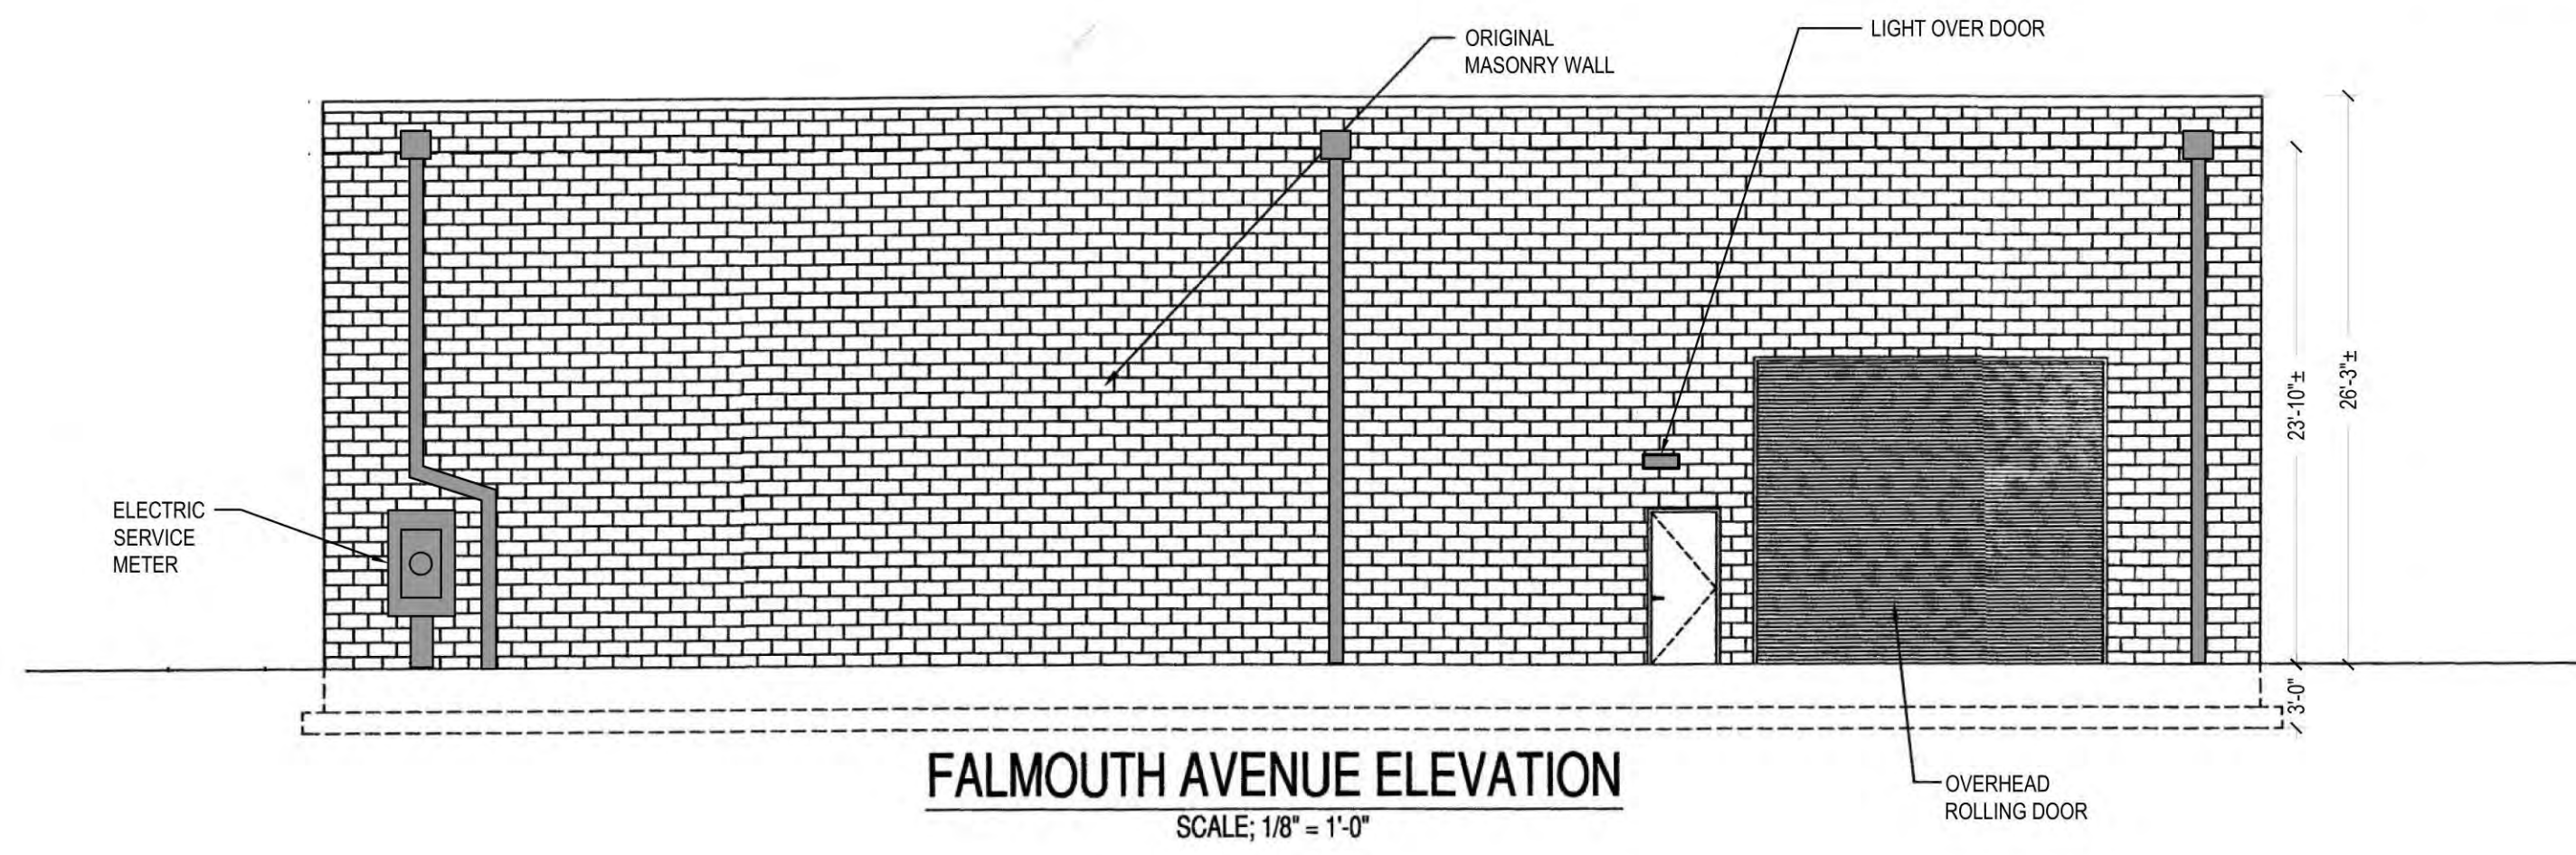 LIGHT OVER DOOR
ORIGINAL
MASONRY WALL
23'-10"±
26'-3"±
ELECTRIC
SERVICE
METER
3'-0"
FALMOUTH AVENUE ELEVATION
SCALE; 1/8" = 1'-0"
OVERHEAD
ROLLING DOOR